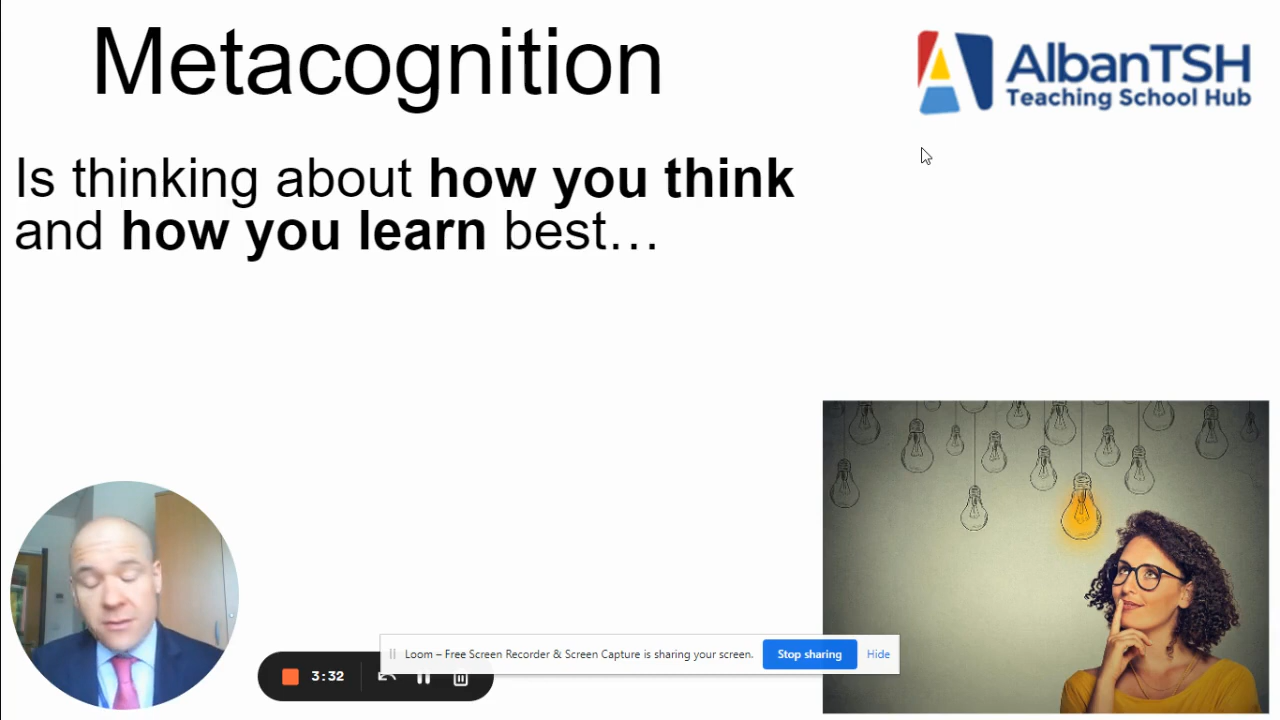 Metacognition
AlbanTSH
Teaching School Hub
Is thinking about how you think
and how you learn best…
Loom – Free Screen Recorder & Screen Capture is sharing your screen.
Stop sharing
Hide
3:32